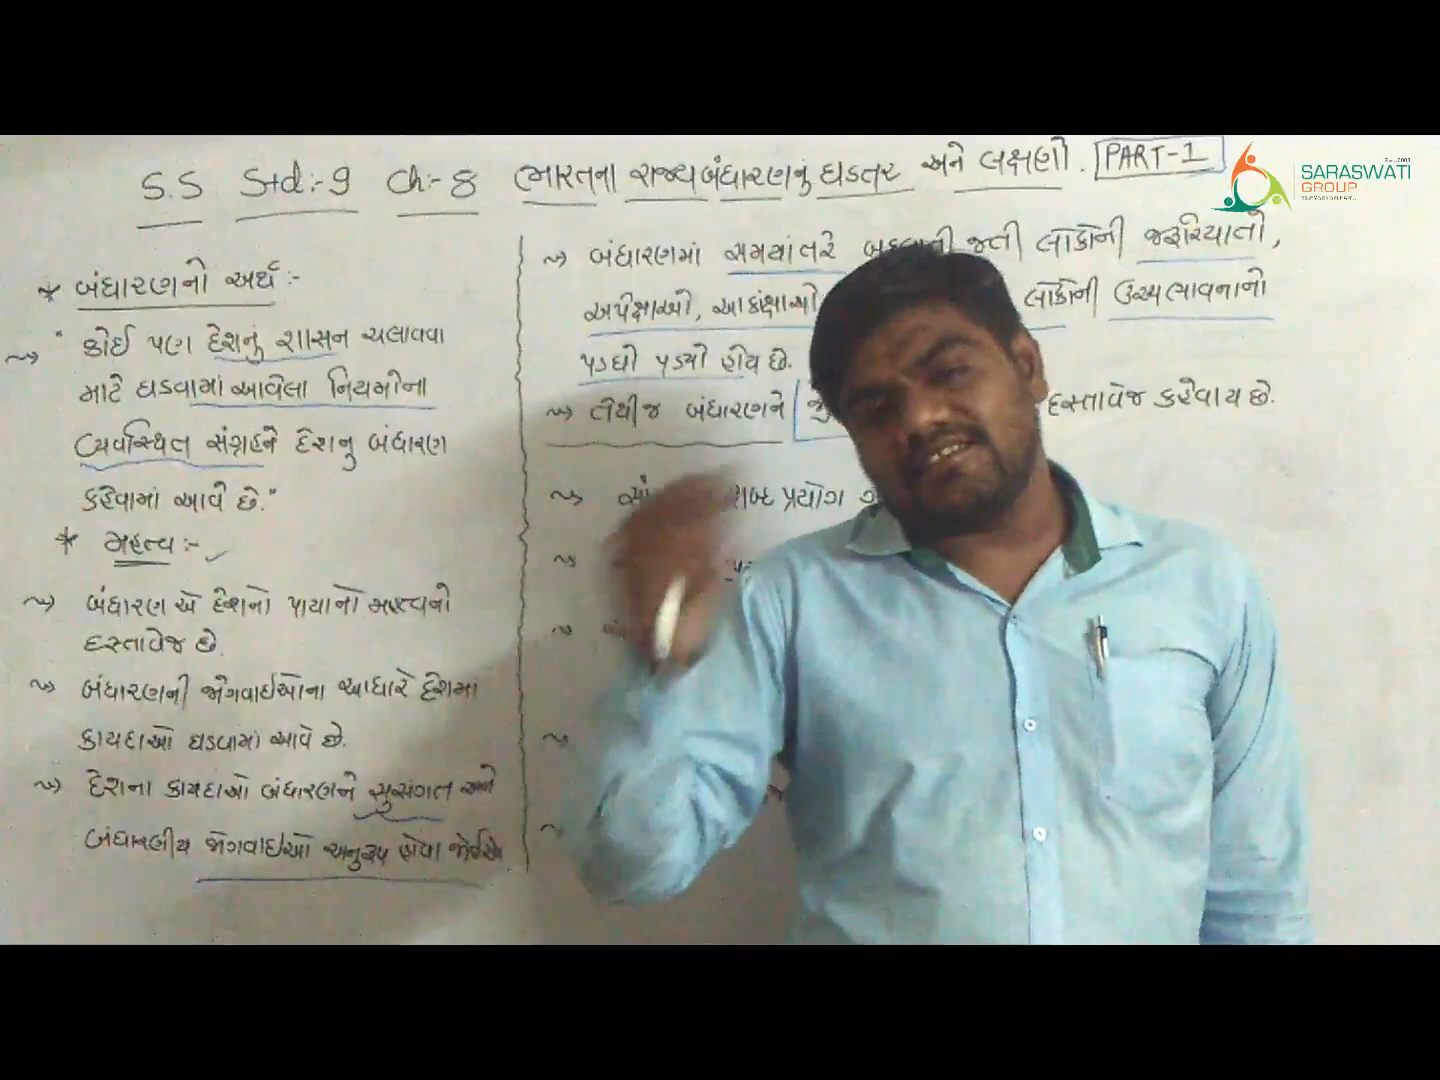 S.S Std:-9 Ch:-8 ભારતના રાજ્યબંધારણનું ઘડતર અને લક્ષણો. PART-1
SARASWATI
GROUP
* બંધારણનો અર્થ :-
" કોઈ પણ દેશનું શાસન ચલાવવા
માટે ઘડવામાં આવેલા નિયમોના
વ્યવસ્થિત સંગ્રહને દેશનુ બંધારણ
કહેવામાં આવે છે."
* મહત્વ :-
બંધારણ એ દેશનો પાયાનો મહત્વનો
દસ્તાવેજ છે.
બંધારણની જોગવાઈઓના આધારે દેશમાં
કાયદાઓ ઘડવામાં આવે છે.
દેશના કાયદાઓ બંધારણને સુસંગત અને
બંધારણીય જોગવાઈઓ અનુરૂપ હોવા જોઈએ
બંધારણમાં સમયાંતરે બદલાતી જતી લોકોની જરૂરિયાતો,
અપેક્ષાઓ, આકાંક્ષાઓ લોકોની ઉચ્ચ ભાવનાનો
પડઘો પડ્યો હોય છે.
તેથીજ બંધારણને દસ્તાવેજ કહેવાય છે.
શબ્દ પ્રયોગ